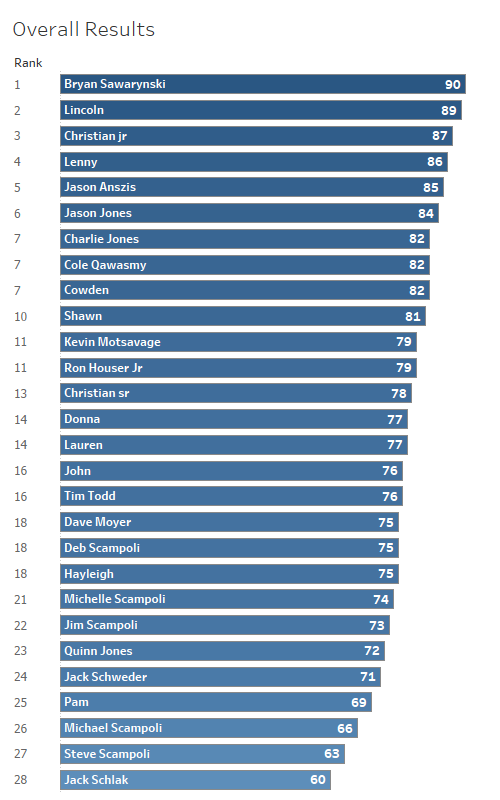 Overall Results
Rank
1 Bryan Sawarynski 90
2 Lincoln 89
3 Christian jr 87
4 Lenny 86
5 Jason Anszis 85
6 Jason Jones 84
7 Charlie Jones 82
7 Cole Qawasmy 82
7 Cowden 82
10 Shawn 81
11 Kevin Motsavage 79
11 Ron Houser Jr 79
13 Christian sr 78
14 Donna 77
14 Lauren 77
16 John 76
16 Tim Todd 76
18 Dave Moyer 75
18 Deb Scampoli 75
18 Hayleigh 75
21 Michelle Scampoli 74
22 Jim Scampoli 73
23 Quinn Jones 72
24 Jack Schweder 71
25 Pam 69
26 Michael Scampoli 66
27 Steve Scampoli 63
28 Jack Schlak 60